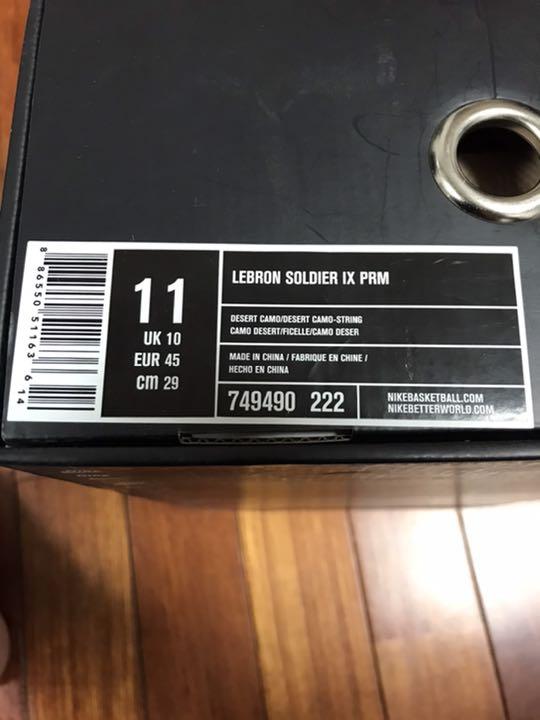 8 86550 51163 6 14
11
UK 10
EUR 45
cm 29
LEBRON SOLDIER IX PRM
DESERT CAMO/DESERT CAMO-STRING
CAMO DESERT/FICELLE/CAMO DESER
MADE IN CHINA / FABRIQUE EN CHINE /
HECHO EN CHINA
749490 222
NIKEBASKETBALL.COM
NIKEBETTERWORLD.COM